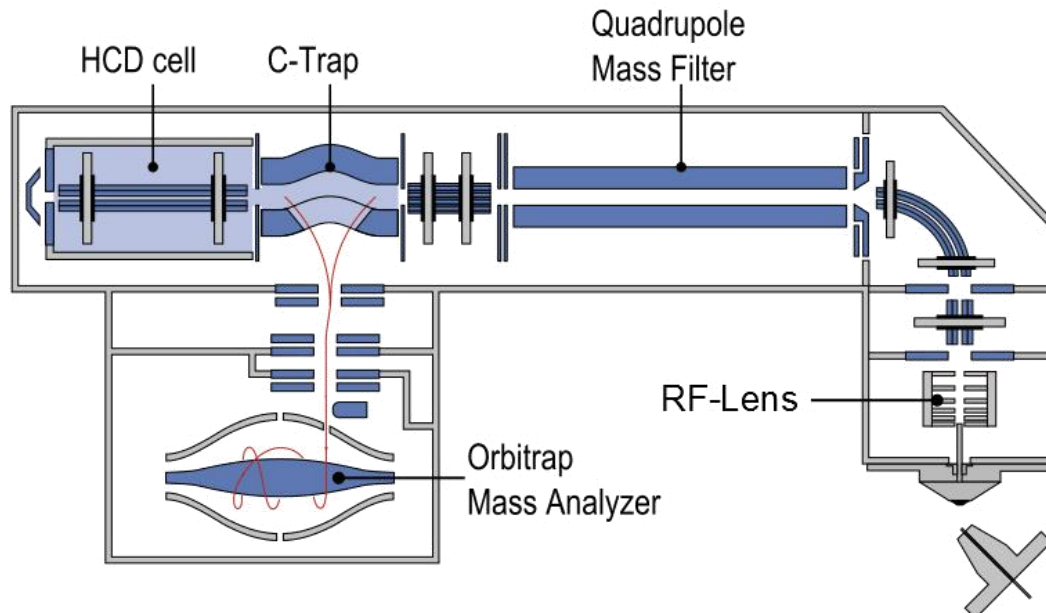 HCD cell
C-Trap
Quadrupole
Mass Filter
RF-Lens
Orbitrap
Mass Analyzer